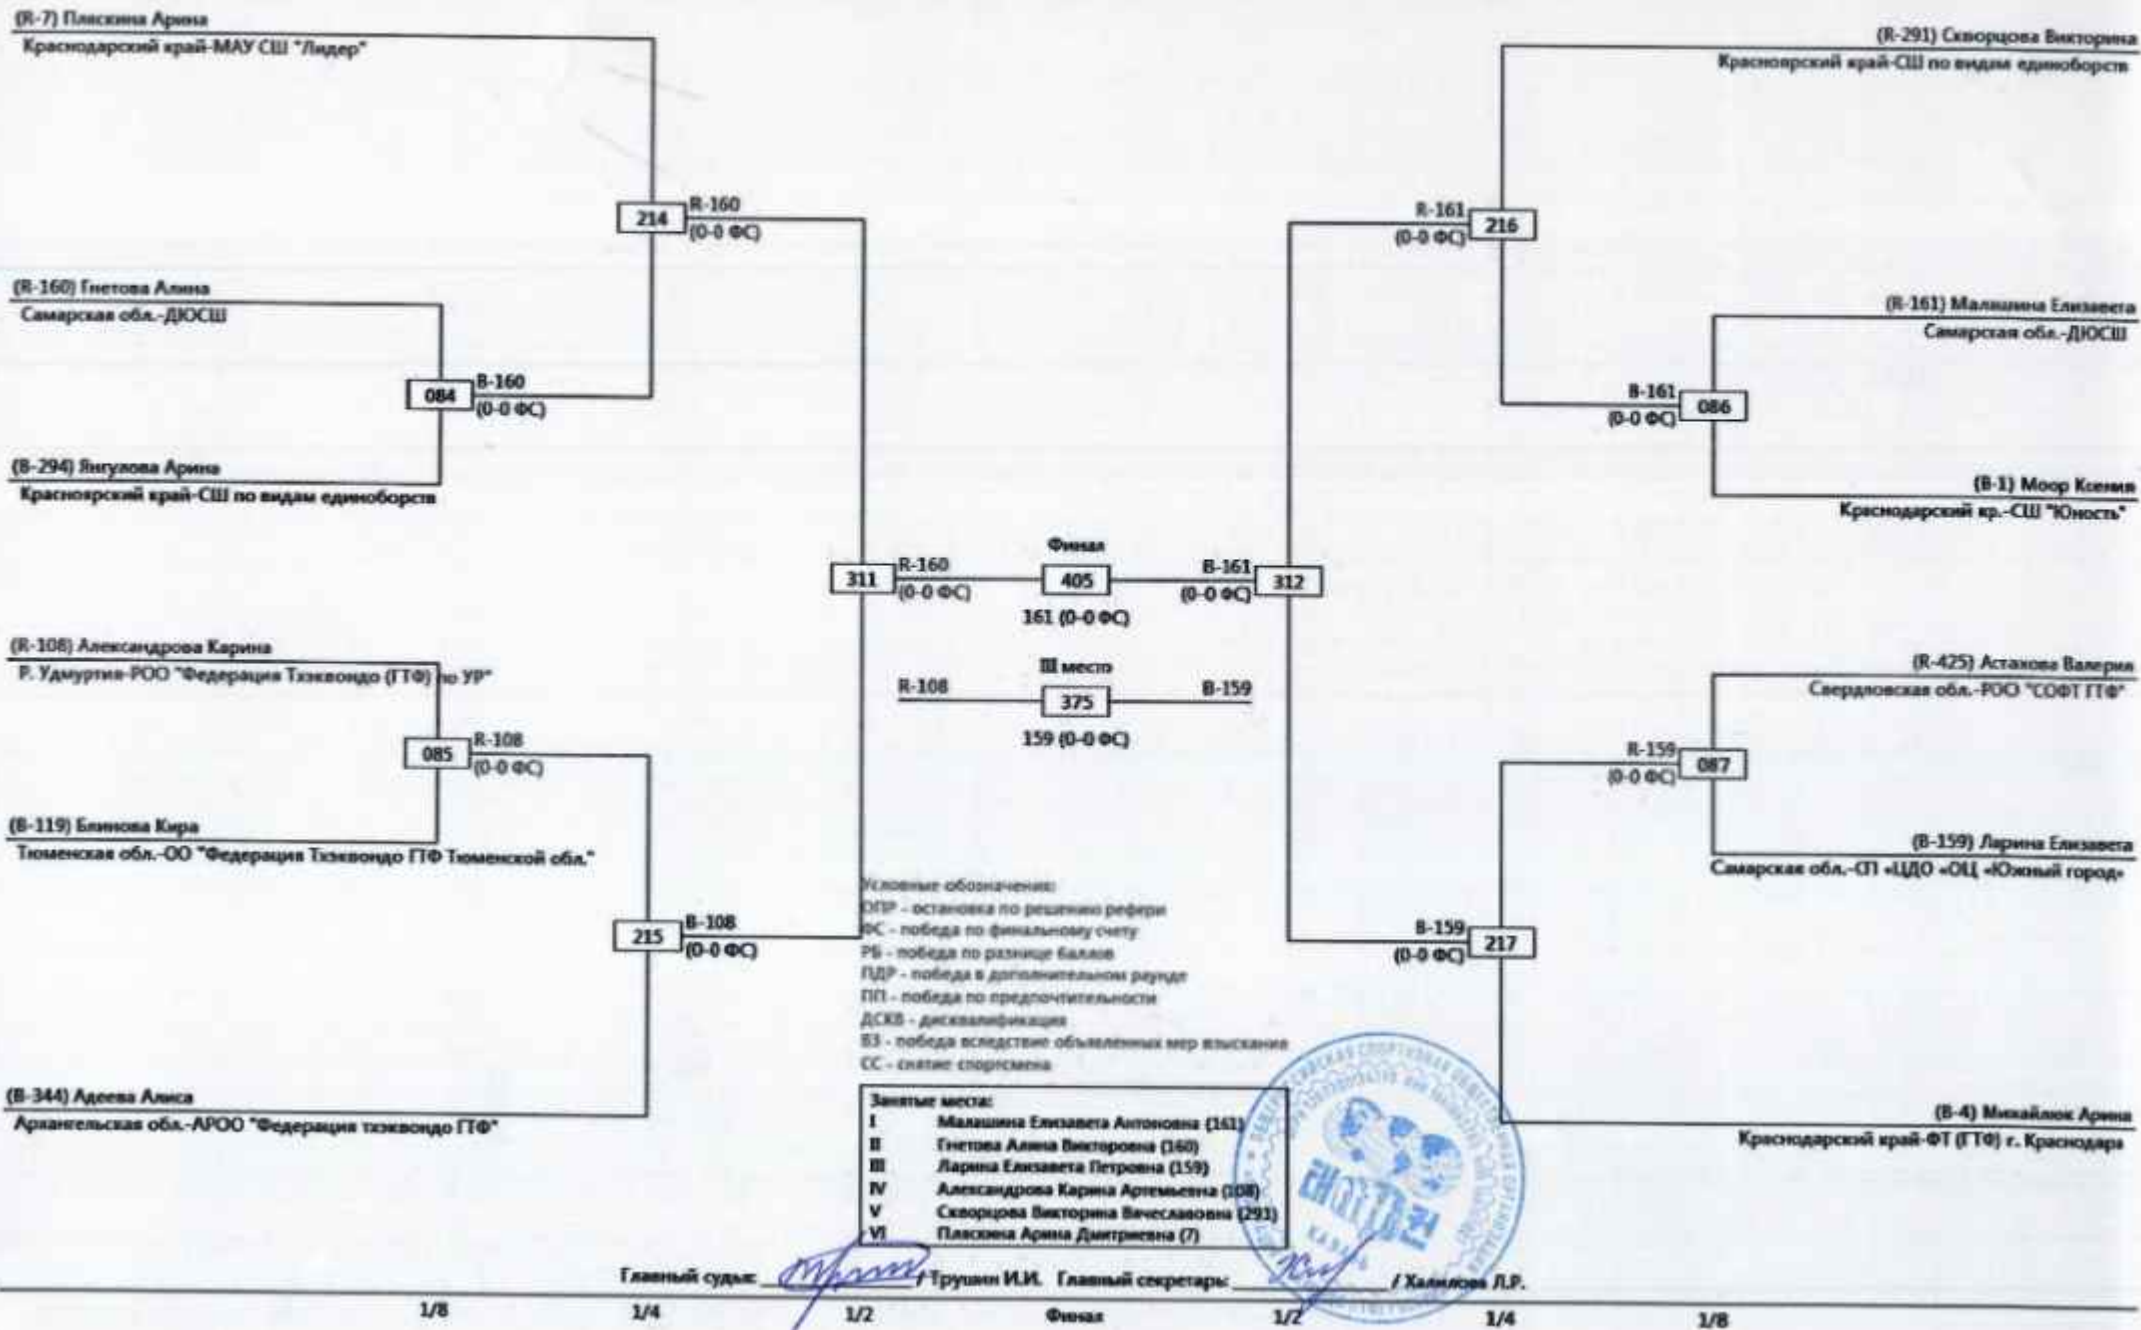 (R-7) Пляскина Арина
Краснодарский край-МАУ СШ "Лидер"
214
R-160
(0-0 ФС)
(R-160) Гнетова Алина
Самарская обл.-ДЮСШ
084
B-160
(0-0 ФС)
(B-294) Янгулова Арина
Красноярский край-СШ по видам единоборств
(R-108) Александрова Карина
Р. Удмуртия-РОО "Федерация Тхэквондо (ГТФ) по УР"
085
R-108
(0-0 ФС)
(B-119) Блинова Кира
Тюменская обл.-ОО "Федерация Тхэквондо ГТФ Тюменской обл."
215
B-108
(0-0 ФС)
(B-344) Адеева Алиса
Архангельская обл.-АРОО "Федерация тхэквондо ГТФ"
311
R-160
(0-0 ФС)
Финал
405
161 (0-0 ФС)
B-161
(0-0 ФС)
312
III место
R-108
375
B-159
159 (0-0 ФС)
(R-291) Скворцова Викторина
Красноярский край-СШ по видам единоборств
R-161
(0-0 ФС)
216
(R-161) Малашина Елизавета
Самарская обл.-ДЮСШ
B-161
(0-0 ФС)
086
(B-1) Моор Ксения
Краснодарский кр.-СШ "Юность"
(R-425) Астахова Валерия
Свердловская обл.-РОО "СОФТ ГТФ"
R-159
(0-0 ФС)
087
(B-159) Ларина Елизавета
Самарская обл.-СП «ЦДО «ОЦ «Южный город»
B-159
(0-0 ФС)
217
(B-4) Михайлюк Арина
Краснодарский край-ФТ (ГТФ) г. Краснодара
Условные обозначения:
ОПР - остановка по решению рефери
ФС - победа по финальному счету
РБ - победа по разнице баллов
ПДР - победа в дополнительном раунде
ПП - победа по предпочтительности
ДСКВ - дисквалификация
ВЗ - победа вследствие объявленных мер взыскания
СС - снятие спортсмена
Занятые места:
I Малашина Елизавета Антоновна (161)
II Гнетова Алина Викторовна (160)
III Ларина Елизавета Петровна (159)
IV Александрова Карина Артемьевна (108)
V Скворцова Викторина Вячеславовна (291)
VI Пляскина Арина Дмитриевна (7)
Главный судья: / Трушин И.И. Главный секретарь: / Халилова Л.Р.
1/8 1/4 1/2 Финал 1/2 1/4 1/8